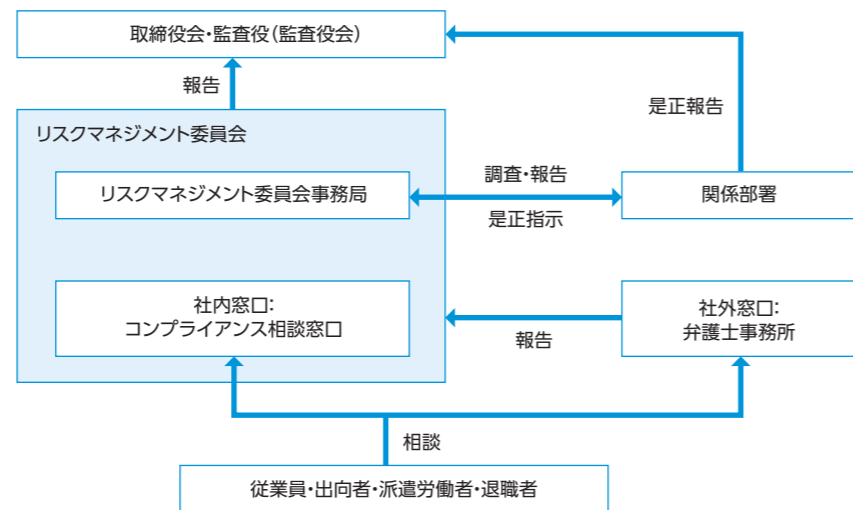 取締役会・監査役(監査役会)
報告
是正報告
リスクマネジメント委員会
リスクマネジメント委員会事務局
調査・報告
是正指示
関係部署
社内窓口:
コンプライアンス相談窓口
報告
社外窓口:
弁護士事務所
相談
従業員・出向者・派遣労働者・退職者